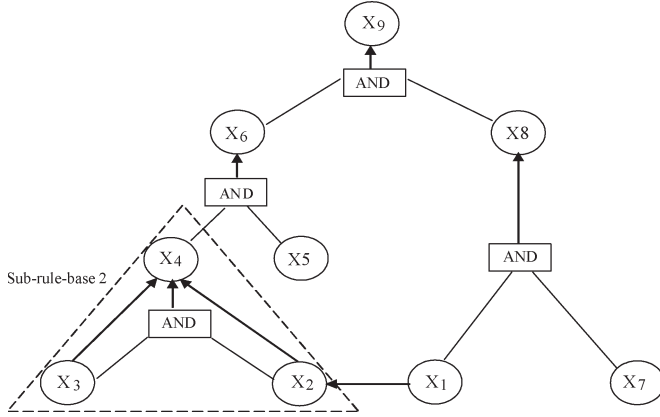 X9
AND
X6
X8
AND
X4
X5
AND
Sub-rule-base 2
AND
X3
X2
X1
X7